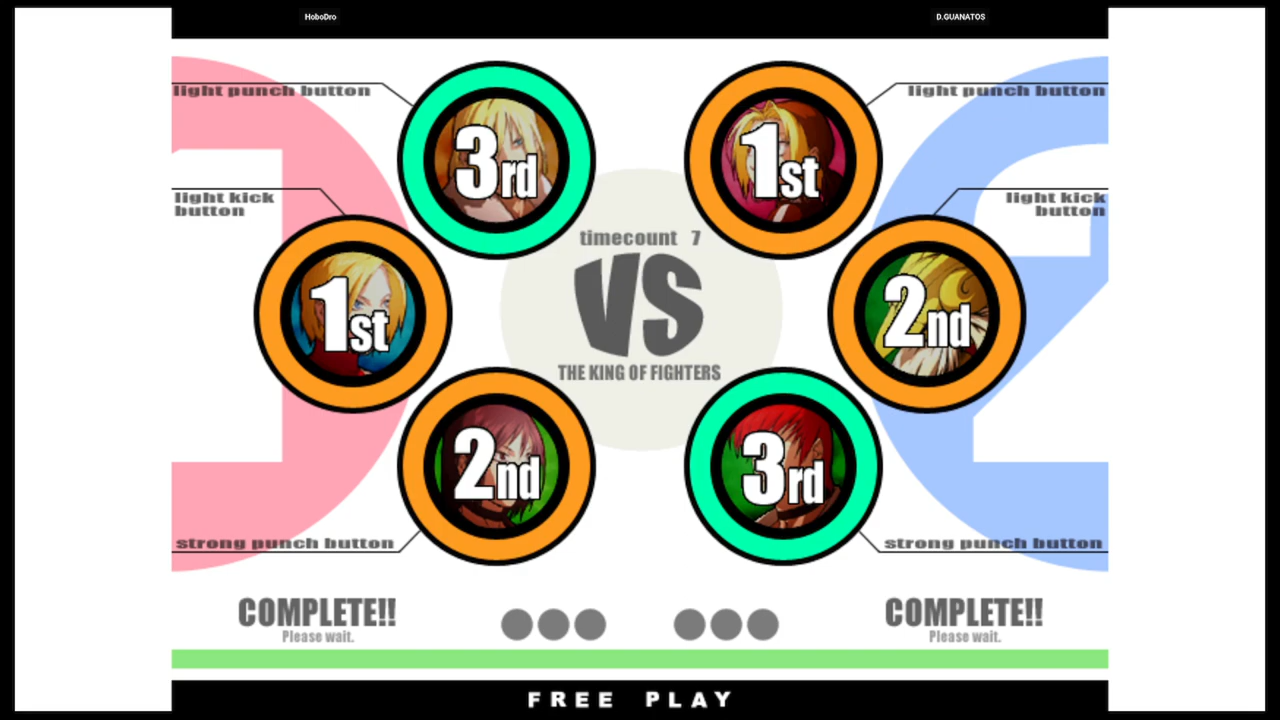 HoboDro
D.GUANATOS
light punch button
light punch button
3rd
1st
light kick
button
light kick
button
timecount 7
VS
THE KING OF FIGHTERS
1st
2nd
2nd
3rd
strong punch button
strong punch button
COMPLETE!!
Please wait.
COMPLETE!!
Please wait.
FREE PLAY